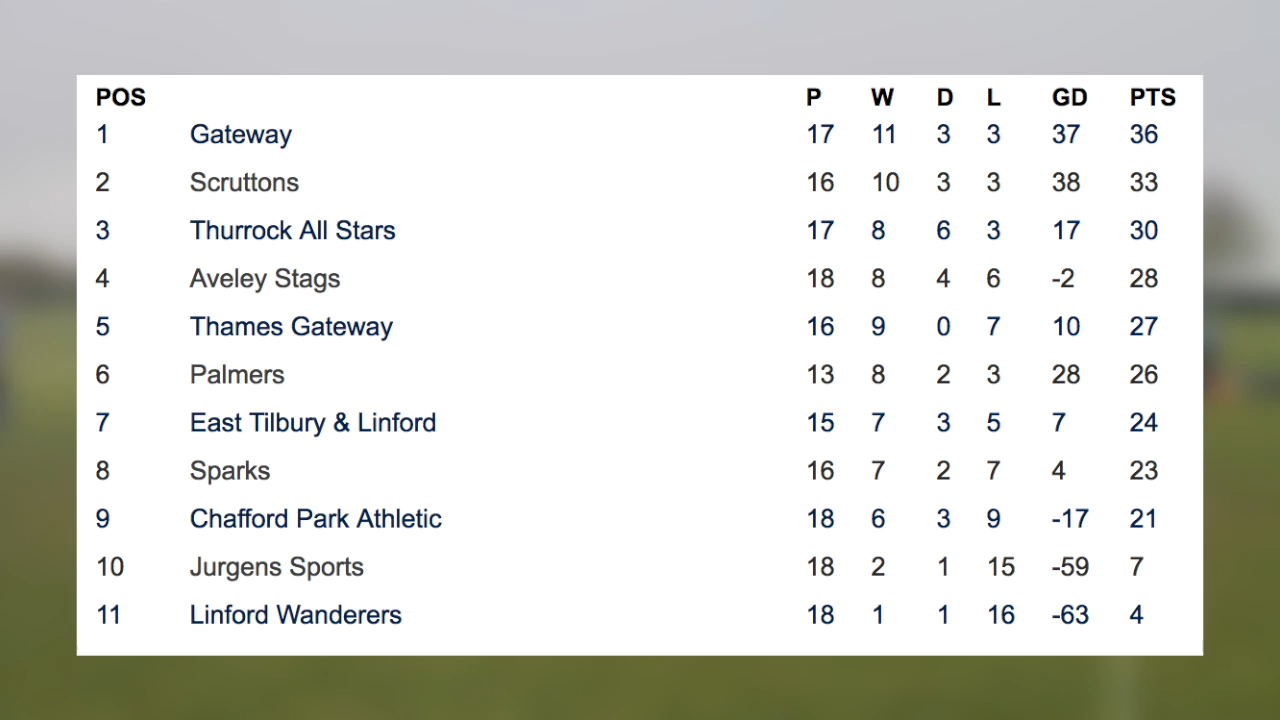 POS P W D L GD PTS
1 Gateway 17 11 3 3 37 36
2 Scruttons 16 10 3 3 38 33
3 Thurrock All Stars 17 8 6 3 17 30
4 Aveley Stags 18 8 4 6 -2 28
5 Thames Gateway 16 9 0 7 10 27
6 Palmers 13 8 2 3 28 26
7 East Tilbury & Linford 15 7 3 5 7 24
8 Sparks 16 7 2 7 4 23
9 Chafford Park Athletic 18 6 3 9 -17 21
10 Jurgens Sports 18 2 1 15 -59 7
11 Linford Wanderers 18 1 1 16 -63 4